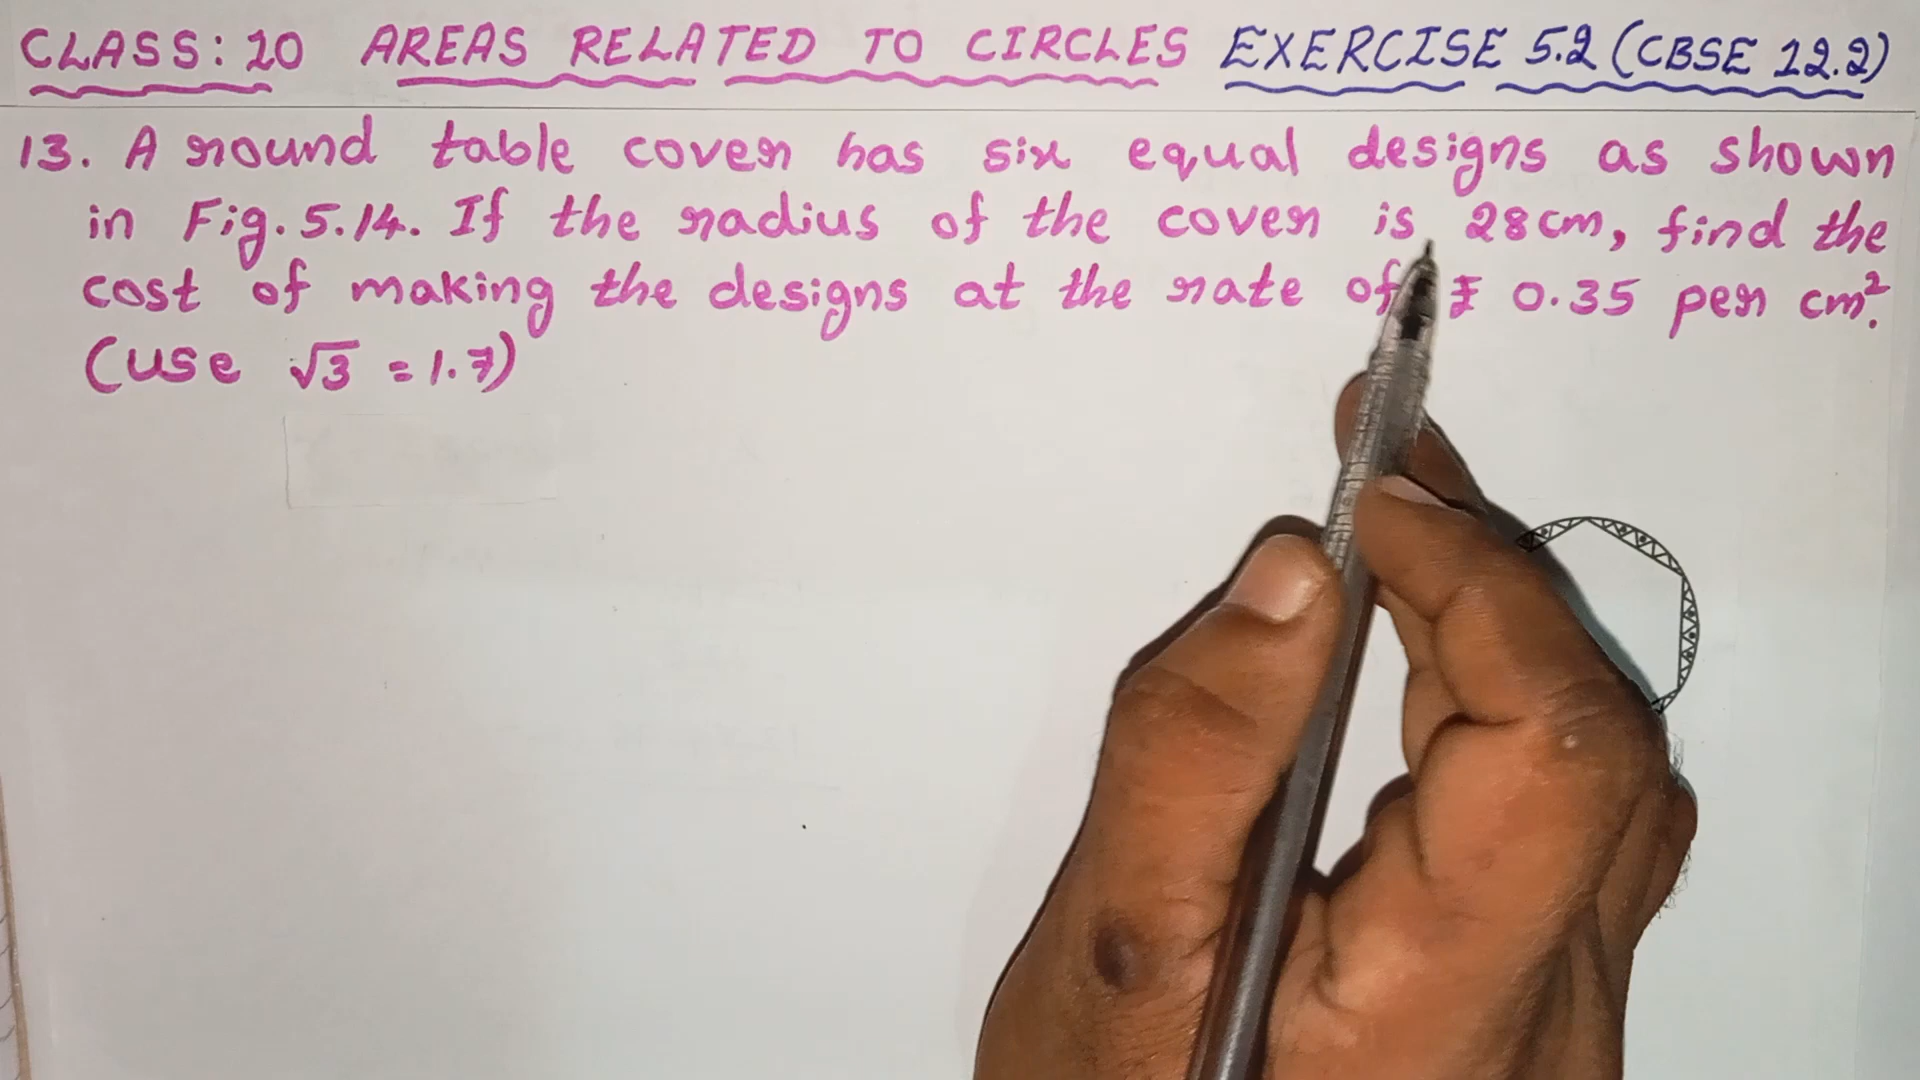 CLASS: 10 AREAS RELATED TO CIRCLES EXERCISE 5.2 (CBSE 12.2)
13. A round table cover has six equal designs as shown
in Fig. 5.14. If the radius of the cover is 28cm, find the
cost of making the designs at the rate of ₹ 0.35 per cm².
(use √3 = 1.7)